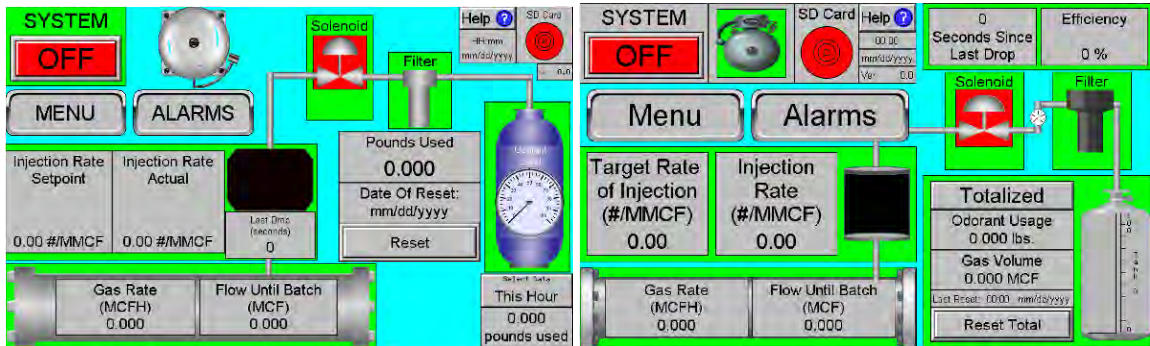 SYSTEM
OFF
Solenoid
Help ?
HH:mm
mm/dd/yyyy
SD Card
0.0
Filter
MENU
ALARMS
Injection Rate
Setpoint
0.00 #/MMCF
Injection Rate
Actual
0.00 #/MMCF
Last Drop
(seconds)
0
Pounds Used
0.000
Date Of Reset:
mm/dd/yyyy
Reset
Gas Rate
(MCFH)
0.000
Flow Until Batch
(MCF)
0.000
Select Data
This Hour
0.000
pounds used
SYSTEM
OFF
SD Card
Help ?
00:00
mm/dd/yyyy
Ver 0.0
0
Seconds Since
Last Drop
Efficiency
0 %
Menu
Alarms
Solenoid
Filter
Target Rate
of Injection
(#/MMCF)
0.00
Injection
Rate
(#/MMCF)
0.00
Totalized
Odorant Usage
0.000 lbs.
Gas Volume
0.000 MCF
Last Reset: 00:00 mm/dd/yyyy
Reset Total
Gas Rate
(MCFH)
0.000
Flow Until Batch
(MCF)
0.000